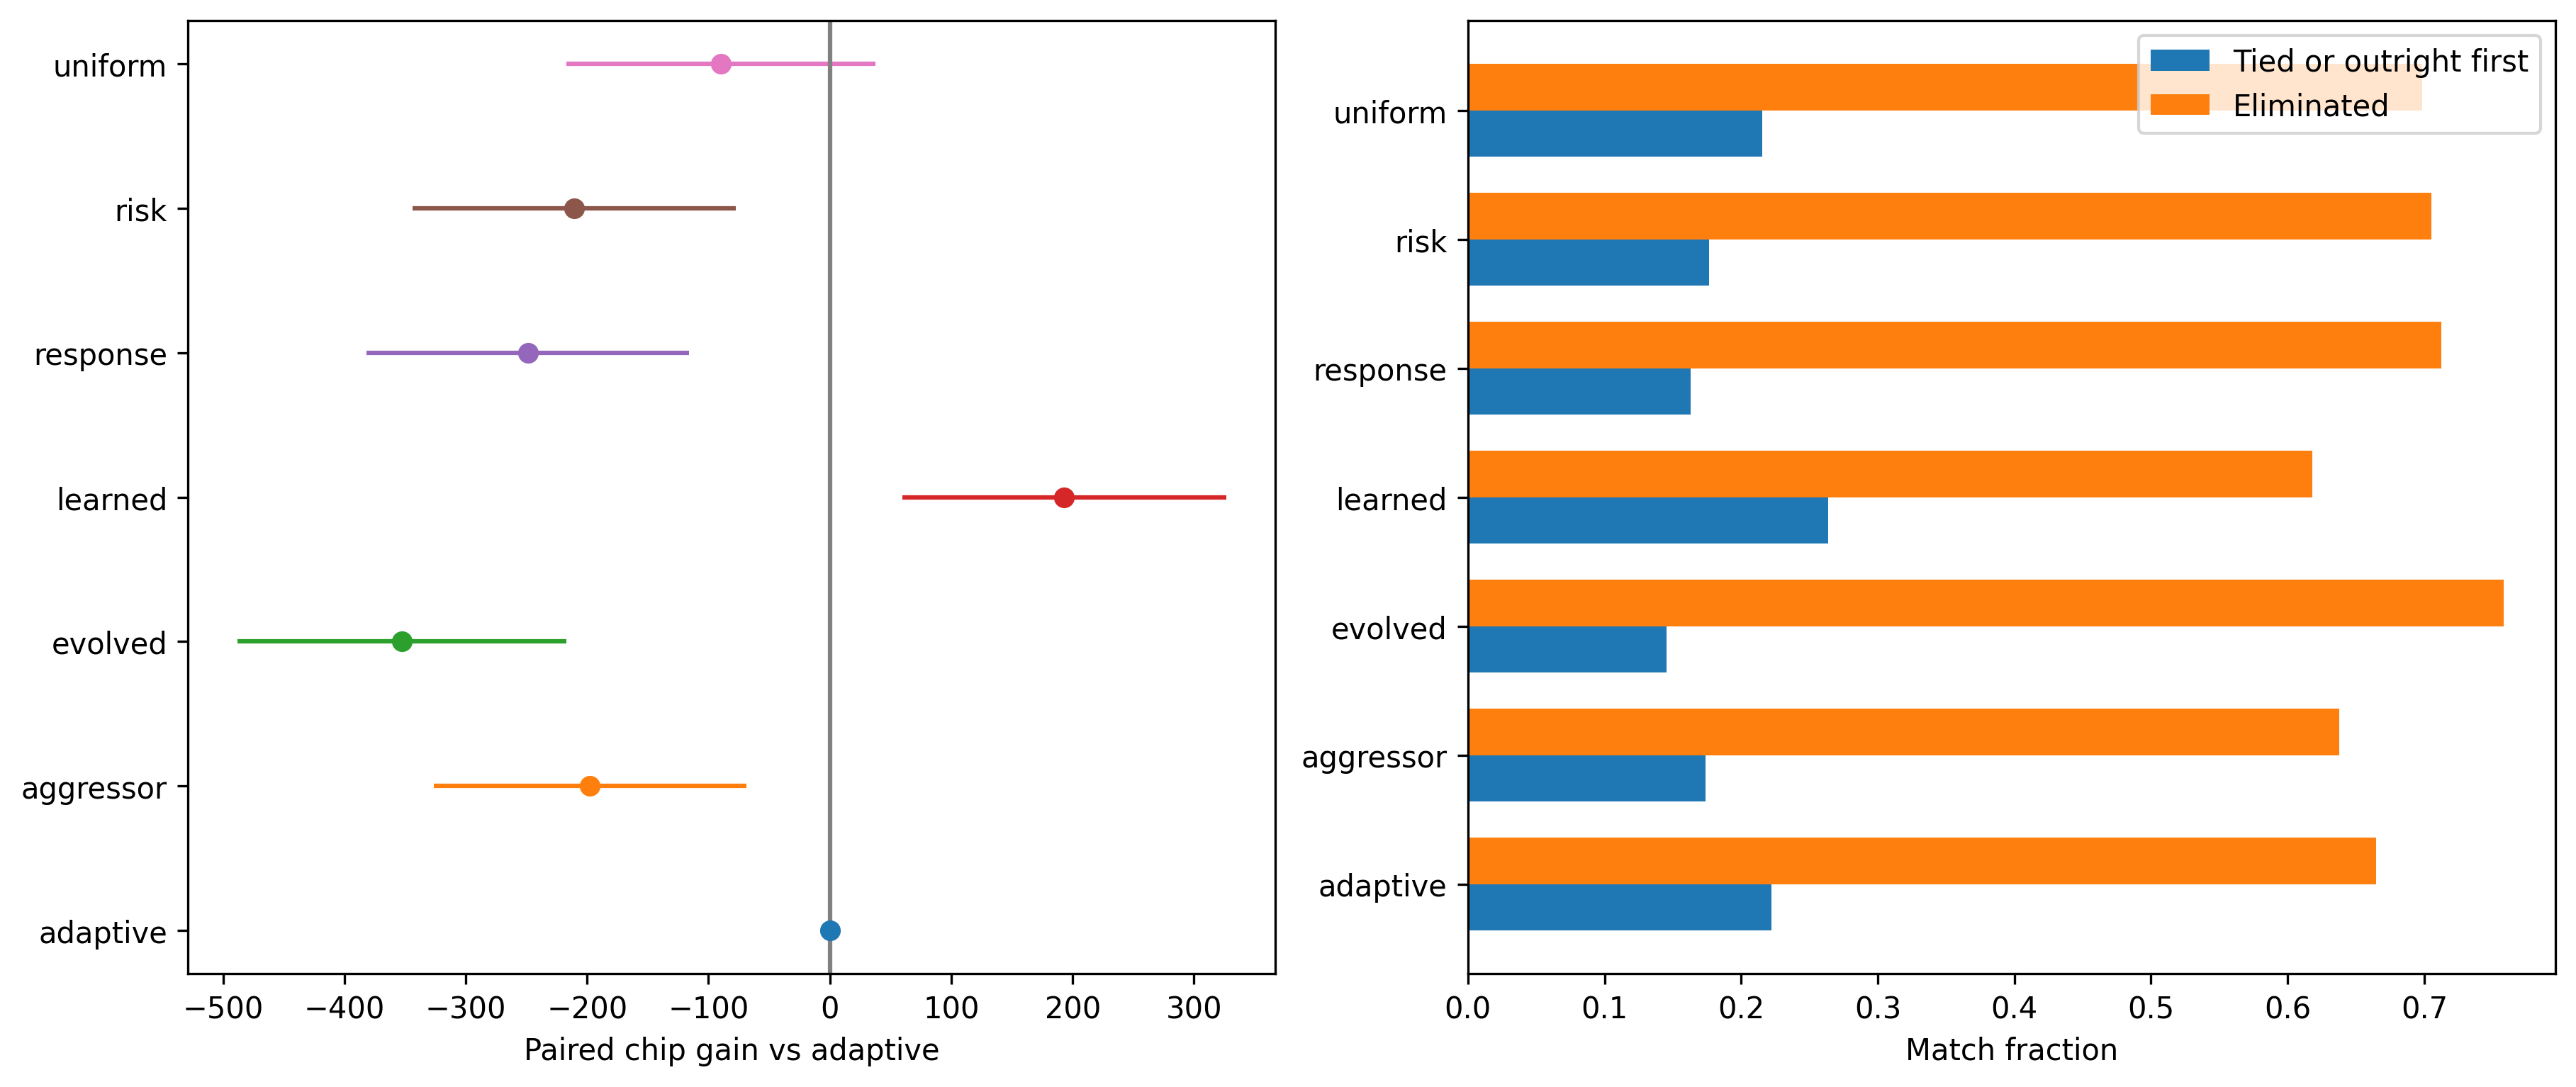 uniform
risk
response
learned
evolved
aggressor
adaptive
−500 −400 −300 −200 −100 0 100 200 300
Paired chip gain vs adaptive
Tied or outright first
Eliminated
uniform
risk
response
learned
evolved
aggressor
adaptive
0.0 0.1 0.2 0.3 0.4 0.5 0.6 0.7
Match fraction